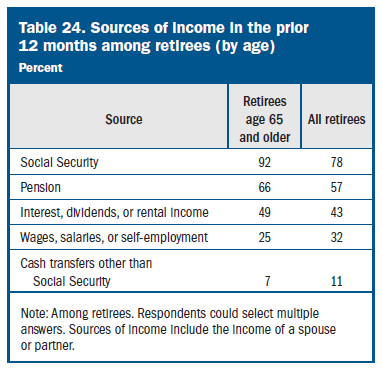 Table 24. Sources of income in the prior
12 months among retirees (by age)
Percent
Source
Retirees
age 65
and older
All retirees
Social Security 92 78
Pension 66 57
Interest, dividends, or rental income 49 43
Wages, salaries, or self-employment 25 32
Cash transfers other than
Social Security 7 11
Note: Among retirees. Respondents could select multiple
answers. Sources of income include the income of a spouse
or partner.